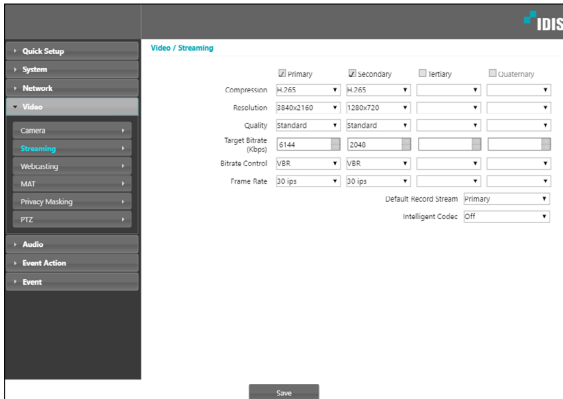 IDIS
Quick Setup
System
Network
Video
Camera
Streaming
Webcasting
MAT
Privacy Masking
PTZ
Audio
Event Action
Event
Video / Streaming
Primary Secondary Tertiary Quaternary
Compression H.265 H.265
Resolution 3840x2160 1280x720
Quality Standard Standard
Target Bitrate
(Kbps) 6144 2048
Bitrate Control VBR VBR
Frame Rate 30 ips 30 ips
Default Record Stream Primary
Intelligent Codec Off
Save